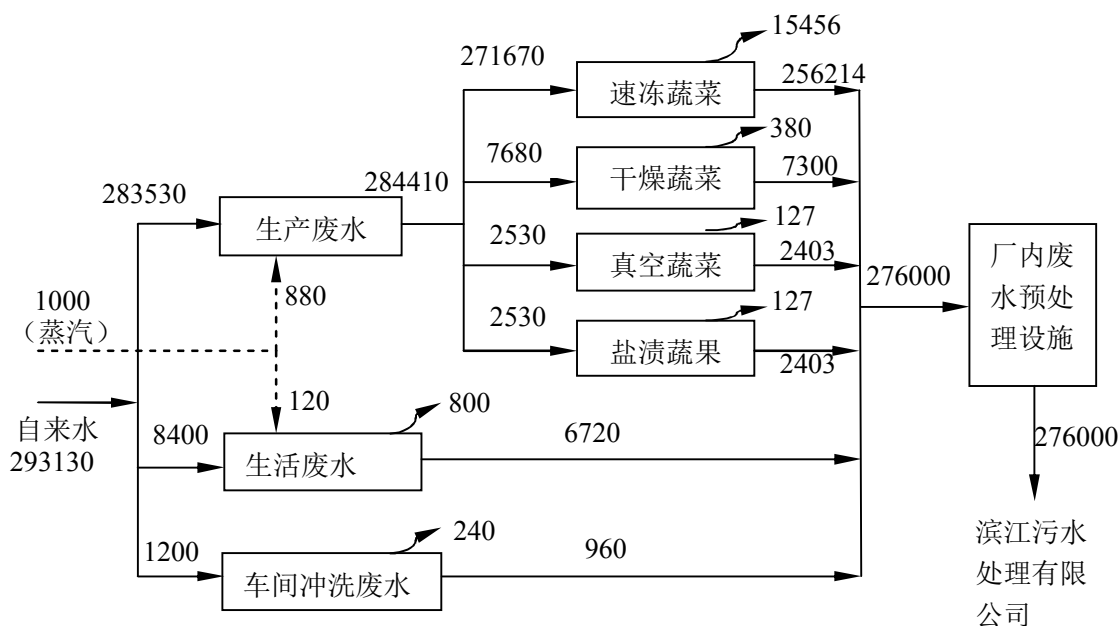 15456
271670
速冻蔬菜
256214
380
7680
干燥蔬菜
7300
283530
生产废水
284410
127
2530
真空蔬菜
2403
厂内废
水预处
理设施
276000
1000
（蒸汽）
880
127
2530
盐渍蔬果
2403
120
800
自来水
293130
8400
生活废水
6720
276000
240
1200
车间冲洗废水
960
滨江污水
处理有限
公司